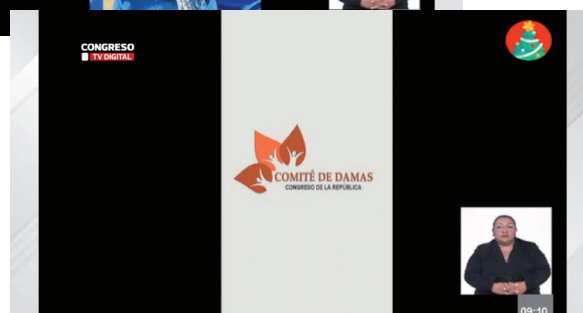 CONGRESO
TV DIGITAL
COMITÉ DE DAMAS
CONGRESO DE LA REPÚBLICA
09:10